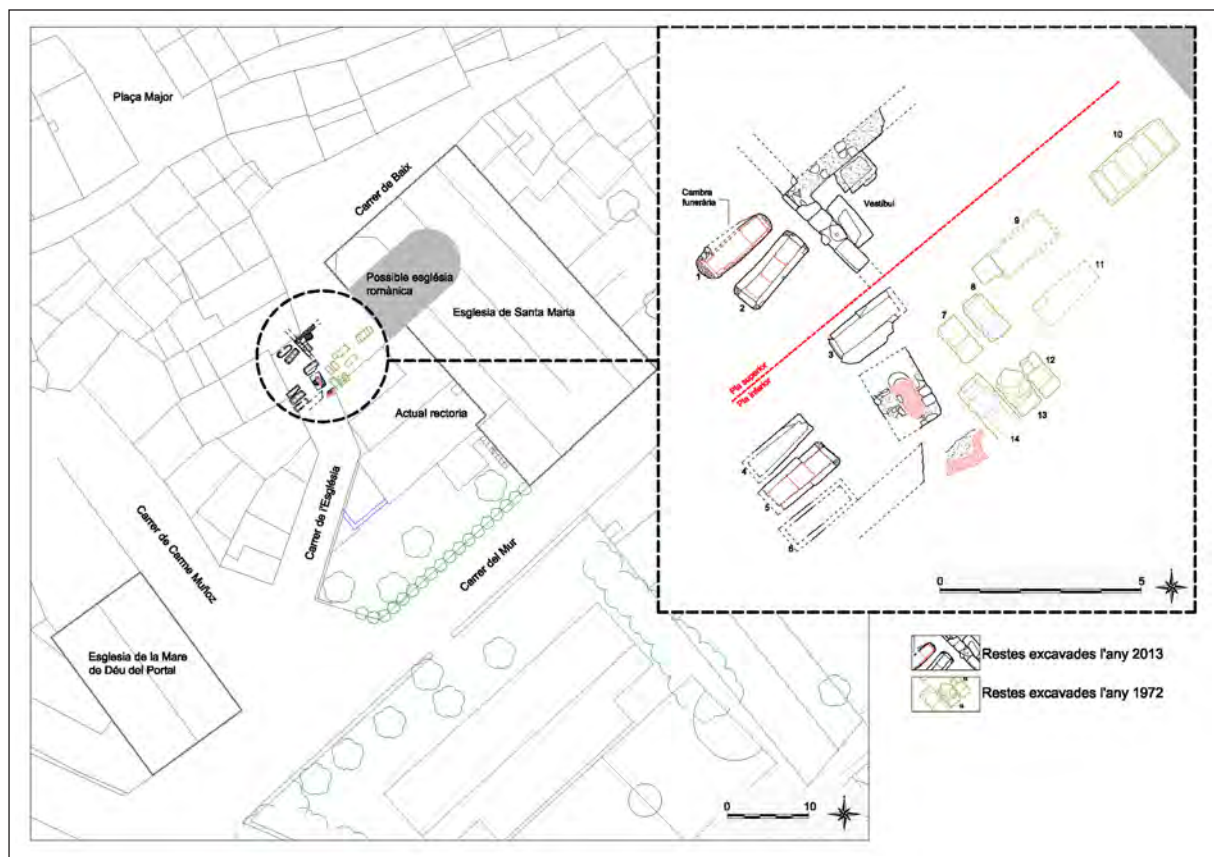 Plaça Major
Carrer de Baix
Possible església
romànica
Esglesia de Santa Maria
Actual rectoria
Carrer de l'Església
Carrer de Carme Muñoz
Carrer del Mur
Esglesia de la Mare
de Déu del Portal
0 10
Cambra
funerària
Vestíbul
1
2
3
4
5
6
7
8
9
10
11
12
13
14
Pla superior
Pla inferior
0 5
Restes excavades l'any 2013
Restes excavades l'any 1972